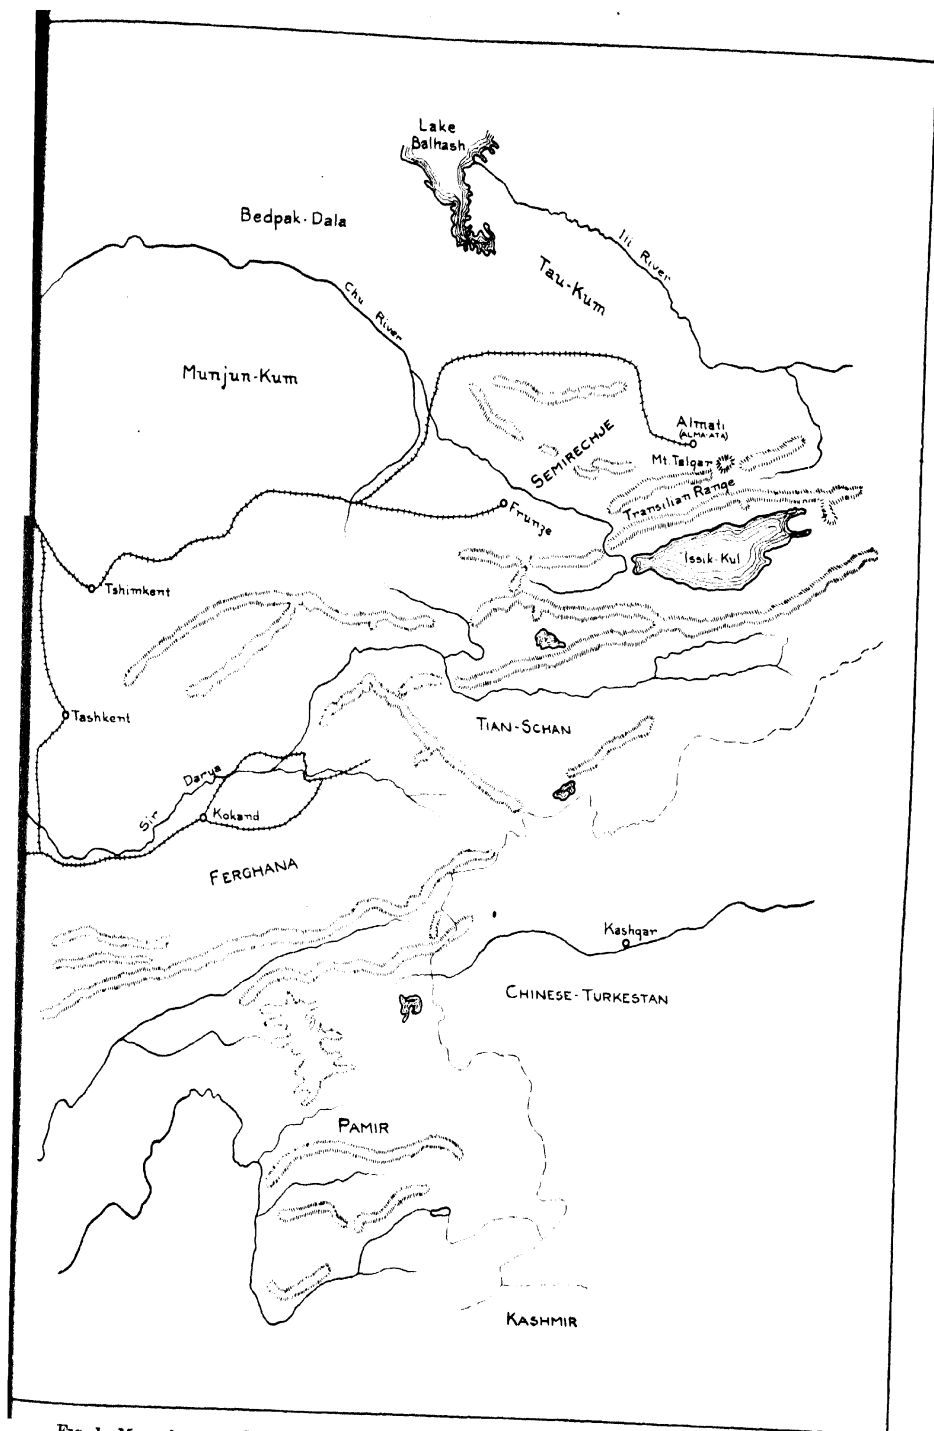 Lake
Balhash
Bedpak-Dala
Ili River
Tau-Kum
Chu River
Munjun-Kum
Almati
(ALMA-ATA)
SEMIRECHJE
Mt. Talgar
Transilian Range
Frunze
Issik-Kul
Tshimkent
Tashkent
TIAN-SCHAN
Sir Darya
Kokand
FERGHANA
Kashgar
CHINESE-TURKESTAN
PAMIR
KASHMIR